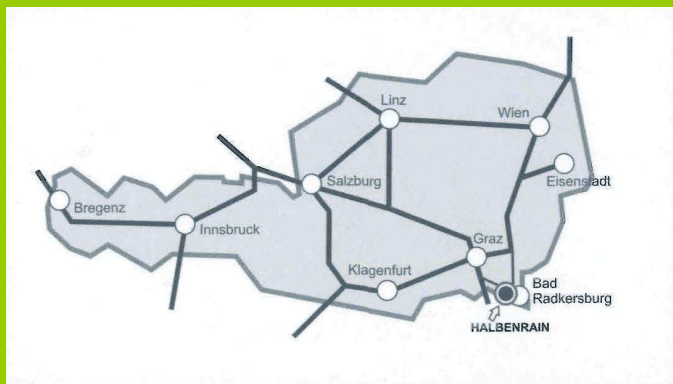 Linz
Wien
Salzburg
Eisenstadt
Bregenz
Innsbruck
Graz
Klagenfurt
Bad
Radkersburg
HALBENRAIN